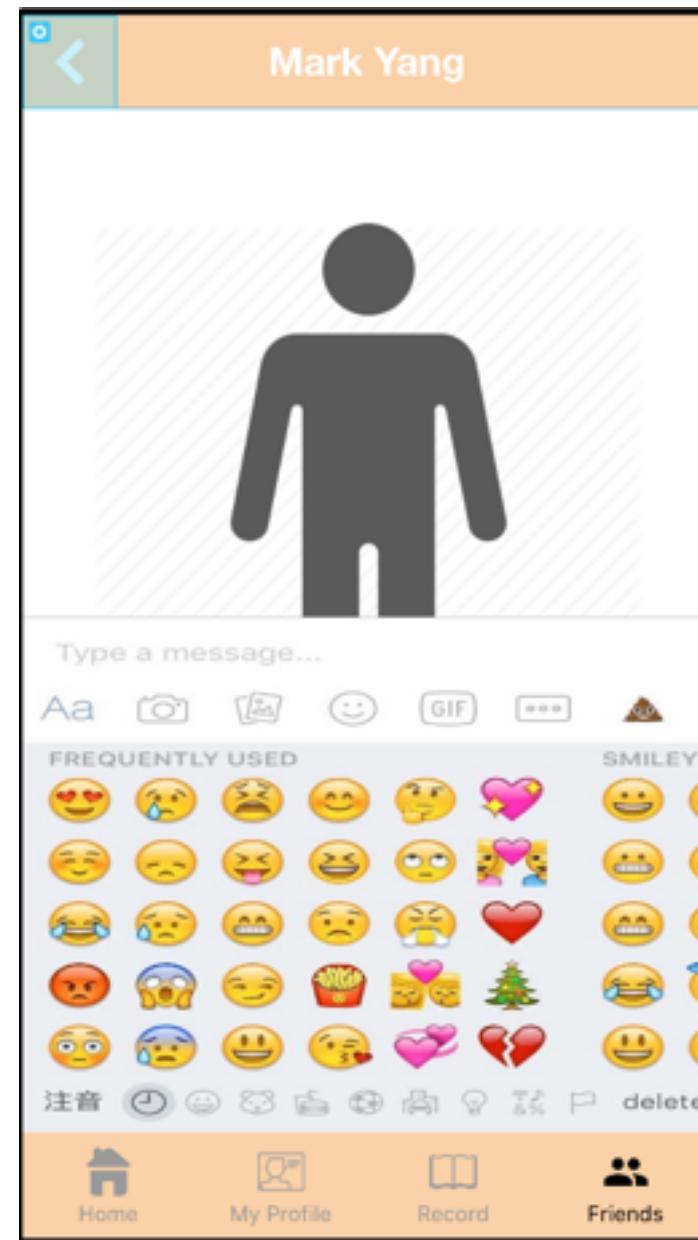 Mark Yang
Type a message...
Aa GIF
FREQUENTLY USED SMILEY
注音 delete
Home My Profile Record Friends